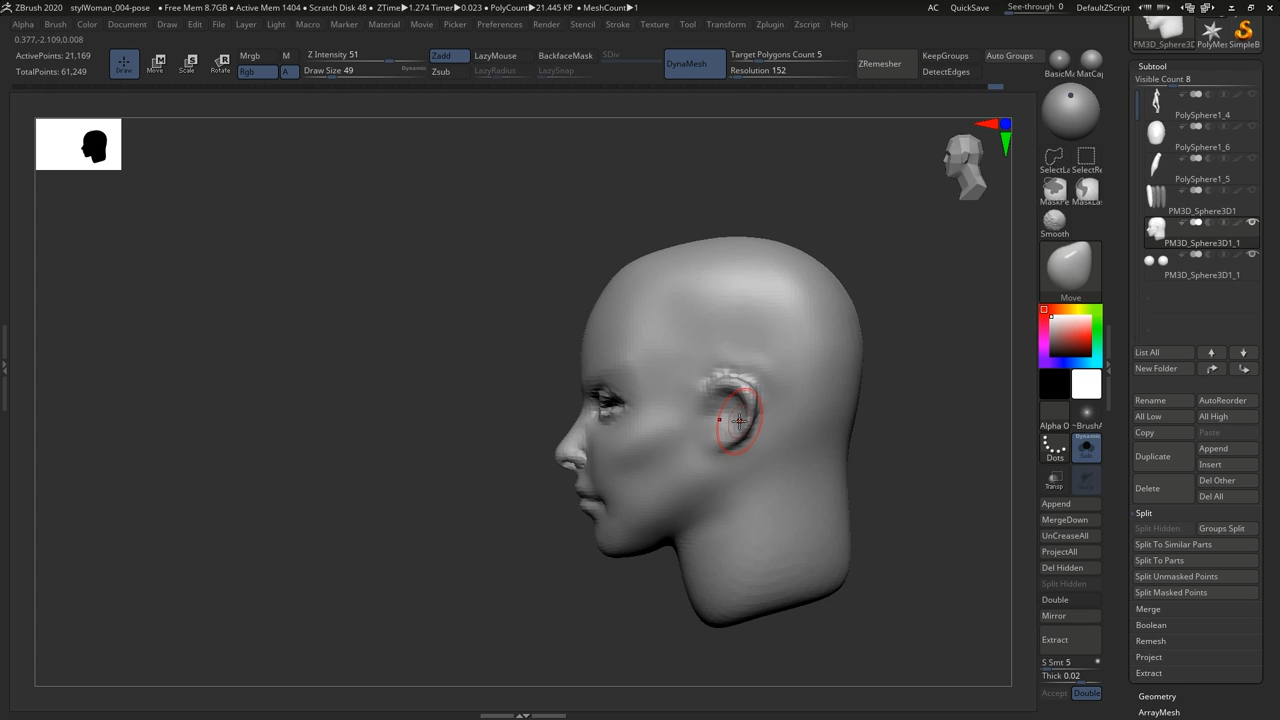 ZBrush 2020 - stylWoman_004-pose • Free Mem 8.7GB • Active Mem 1404 • Scratch Disk 48 • ZTime▶1.274 Timer▶0.023 • PolyCount▶21.445 KP • MeshCount▶1 AC QuickSave See-through 0 Menus DefaultZScript
Alpha Brush Color Document Draw Edit File Layer Light Macro Marker Material Movie Picker Preferences Render Stencil Stroke Texture Tool Transform Zplugin Zscript
0.377,-2.109,0.008
ActivePoints: 21,169
TotalPoints: 61,249
Draw
Move
Scale
Rotate
Mrgb M
Rgb A
Z Intensity 51
Draw Size 49
Dynamic
Zadd
Zsub
LazyMouse
LazyRadius
BackfaceMask
LazySnap
SDiv
DynaMesh
Target Polygons Count 5
Resolution 152
ZRemesher
KeepGroups
DetectEdges
Auto Groups
BasicMa
MatCap
SelectLa
SelectRe
MaskPe
MaskLas
Smooth
Move
Alpha O
~BrushA
Dots
Dynamic
Transp
Append
MergeDown
UnCreaseAll
ProjectAll
Del Hidden
Split Hidden
Double
Mirror
Extract
S Smt 5
Thick 0.02
Accept
Double
PM3D_Sphere3D
PolyMes
SimpleB
Subtool
Visible Count 8
PolySphere1_4
PolySphere1_6
PolySphere1_5
PM3D_Sphere3D1
PM3D_Sphere3D1_1
PM3D_Sphere3D1_1
List All
New Folder
Rename
AutoReorder
All Low
All High
Copy
Paste
Duplicate
Append
Insert
Delete
Del Other
Del All
Split
Split Hidden
Groups Split
Split To Similar Parts
Split To Parts
Split Unmasked Points
Split Masked Points
Merge
Boolean
Remesh
Project
Extract
Geometry
ArrayMesh